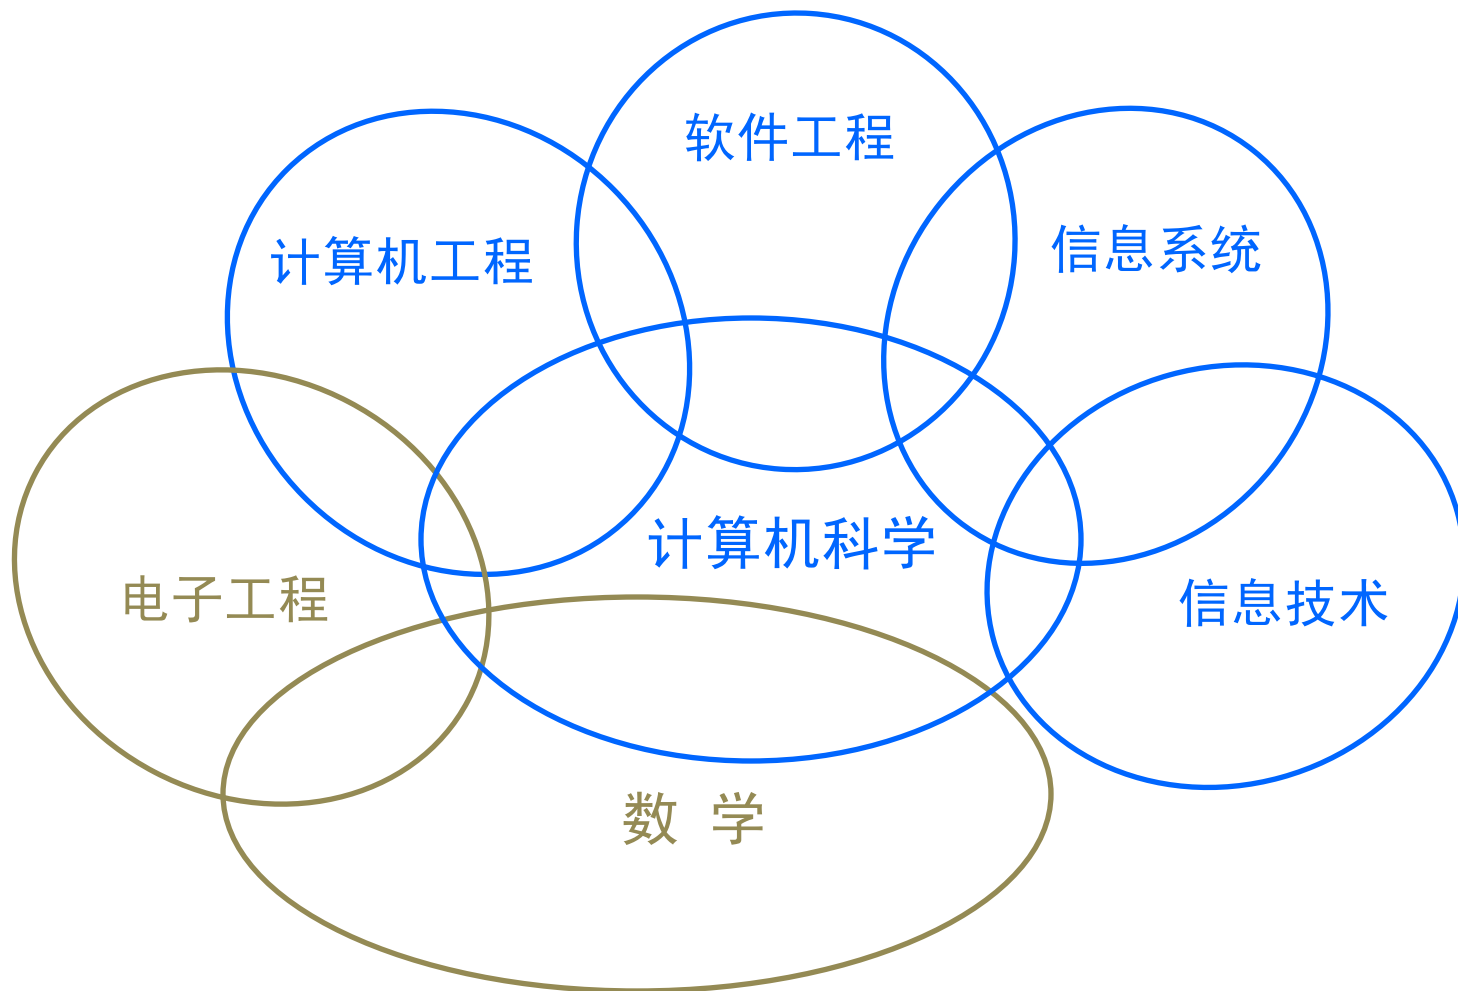 软件工程
信息系统
计算机工程
计算机科学
电子工程
信息技术
数 学